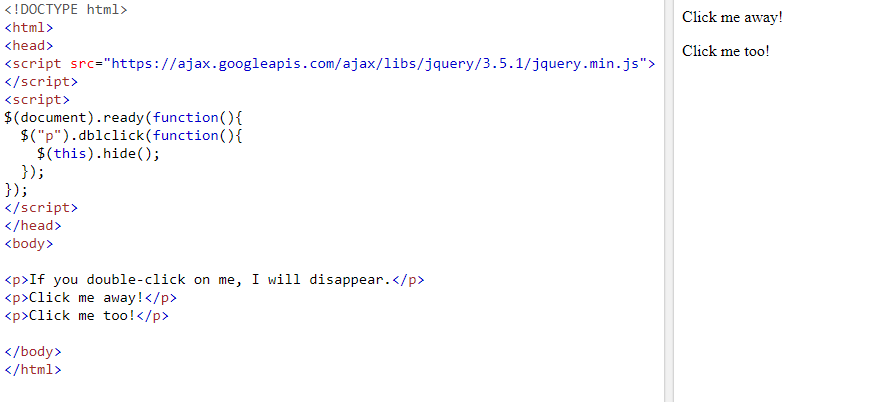 <!DOCTYPE html>
<html>
<head>
<script src="https://ajax.googleapis.com/ajax/libs/jquery/3.5.1/jquery.min.js">
</script>
<script>
$(document).ready(function(){
  $("p").dblclick(function(){
    $(this).hide();
  });
});
</script>
</head>
<body>

<p>If you double-click on me, I will disappear.</p>
<p>Click me away!</p>
<p>Click me too!</p>

</body>
</html>
Click me away!
Click me too!